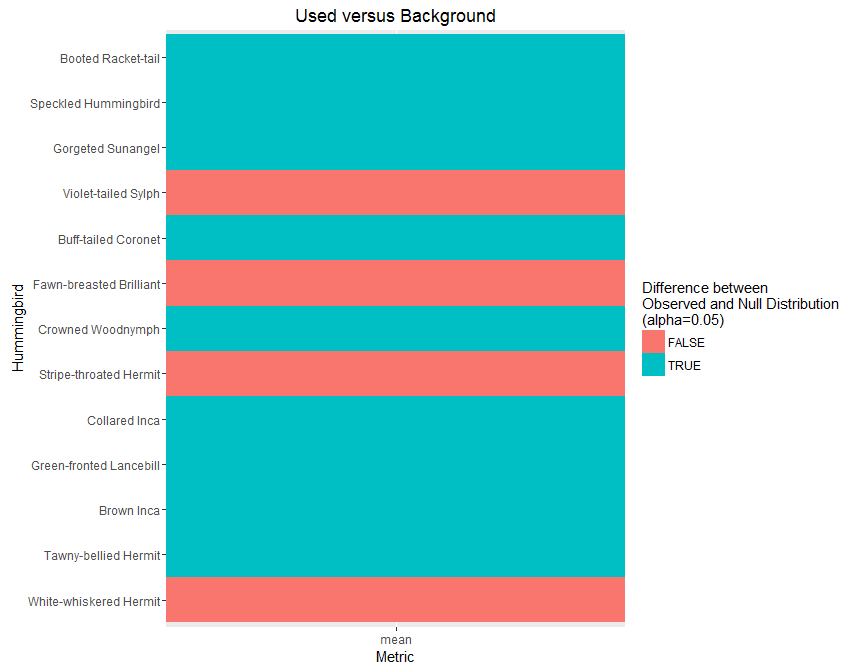 Used versus Background
Booted Racket-tail
Speckled Hummingbird
Gorgeted Sunangel
Violet-tailed Sylph
Buff-tailed Coronet
Fawn-breasted Brilliant
Crowned Woodnymph
Stripe-throated Hermit
Collared Inca
Green-fronted Lancebill
Brown Inca
Tawny-bellied Hermit
White-whiskered Hermit
Hummingbird
mean
Metric
Difference between
Observed and Null Distribution
(alpha=0.05)
FALSE
TRUE